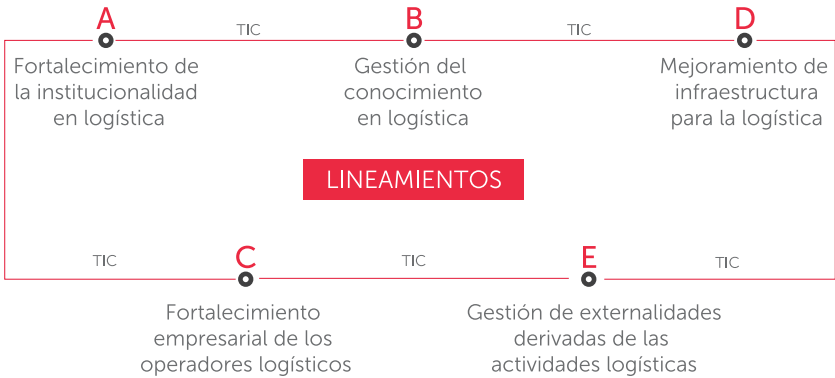 A
TIC
B
TIC
D
Fortalecimiento de
la institucionalidad
en logística
Gestión del
conocimiento
en logística
Mejoramiento de
infraestructura
para la logística
LINEAMIENTOS
TIC
C
TIC
E
TIC
Fortalecimiento
empresarial de los
operadores logísticos
Gestión de externalidades
derivadas de las
actividades logísticas